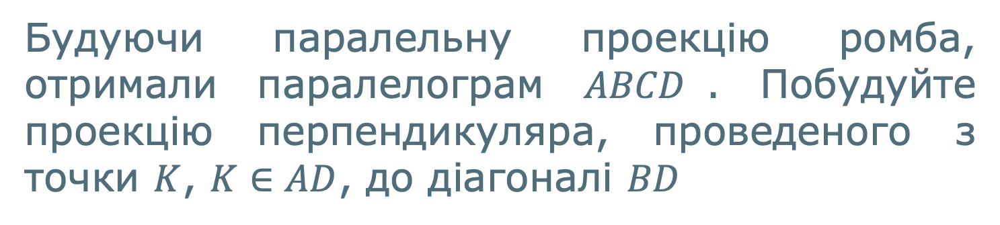 Будуючи паралельну проекцію ромба,
отримали паралелограм ABCD . Побудуйте
проекцію перпендикуляра, проведеного з
точки K, K ∈ AD, до діагоналі BD